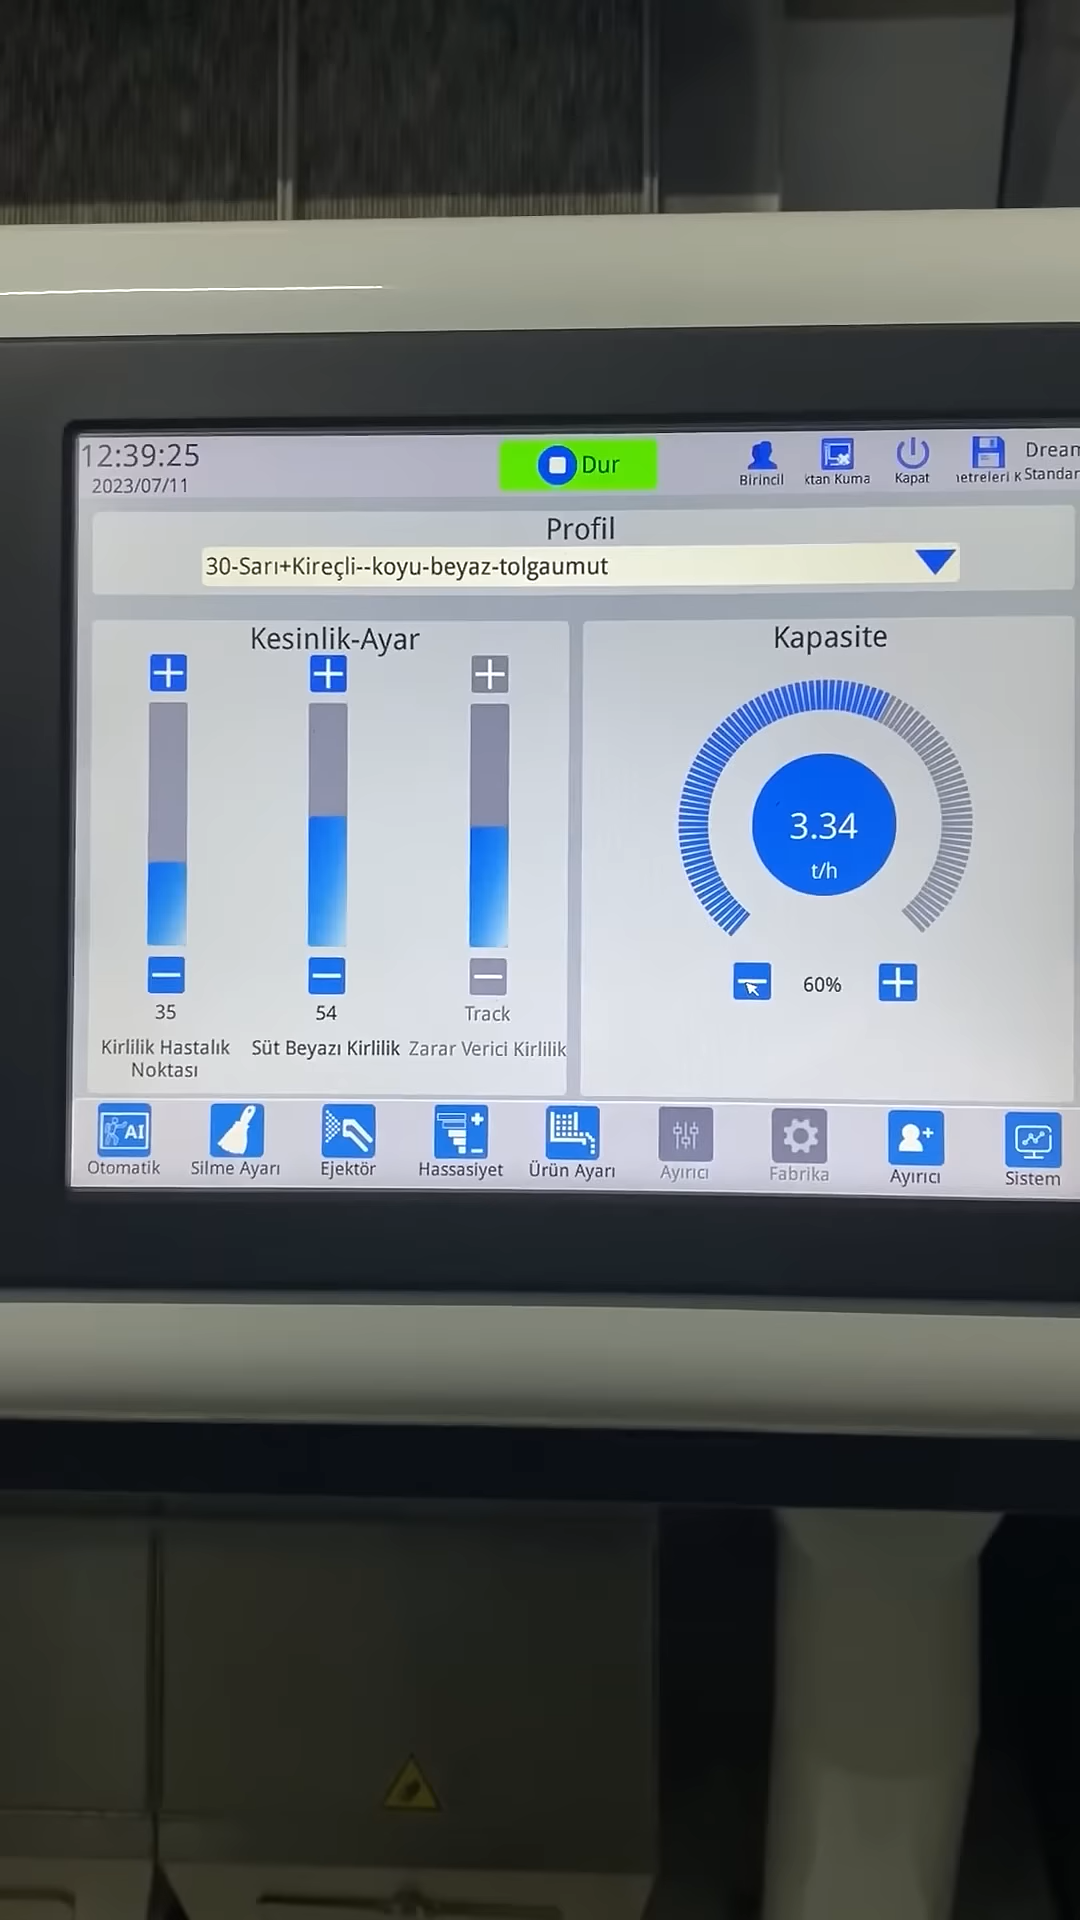 12:39:25
2023/07/11
Dur
Birincil
ktan Kuma
Kapat
K
Standar
Profil
30-Sarı+Kireçli--koyu-beyaz-tolgaumut
Kesinlik-Ayar
Kapasite
3.34
t/h
60%
35
54
Track
Kirlilik Hastalık
Noktası
Süt Beyazı Kirlilik
Zarar Verici Kirlilik
AI
Otomatik
Silme Ayarı
Ejektör
Hassasiyet
Ürün Ayarı
Ayırıcı
Fabrika
Ayırıcı
Sistem